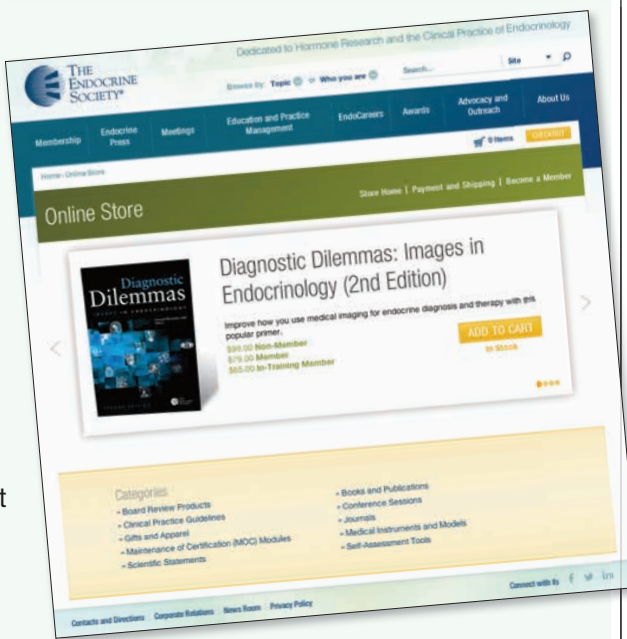 Dedicated to Hormone Research and the Clinical Practice of Endocrinology
THE
ENDOCRINE
SOCIETY®
Browse by: Topic or Who you are
Search...
Site
Membership
Endocrine
Press
Meetings
Education and Practice
Management
EndoCareers
Awards
Advocacy and
Outreach
About Us
0 Items
CHECKOUT
Home › Online Store
Online Store
Store Home | Payment and Shipping | Become a Member
Diagnostic
Dilemmas
IMAGES IN ENDOCRINOLOGY
SECOND EDITION
Diagnostic Dilemmas: Images in
Endocrinology (2nd Edition)
Improve how you use medical imaging for endocrine diagnosis and therapy with this
popular primer.
Non-Member
$79.00 Member
$65.00 In-Training Member
ADD TO CART
In Stock
Categories
» Board Review Products
» Clinical Practice Guidelines
» Gifts and Apparel
» Maintenance of Certification (MOC) Modules
» Scientific Statements
» Books and Publications
» Conference Sessions
» Journals
» Medical Instruments and Models
» Self-Assessment Tools
Contacts and Directions
Corporate Relations
News Room
Privacy Policy
Connect with Us
f
in
t